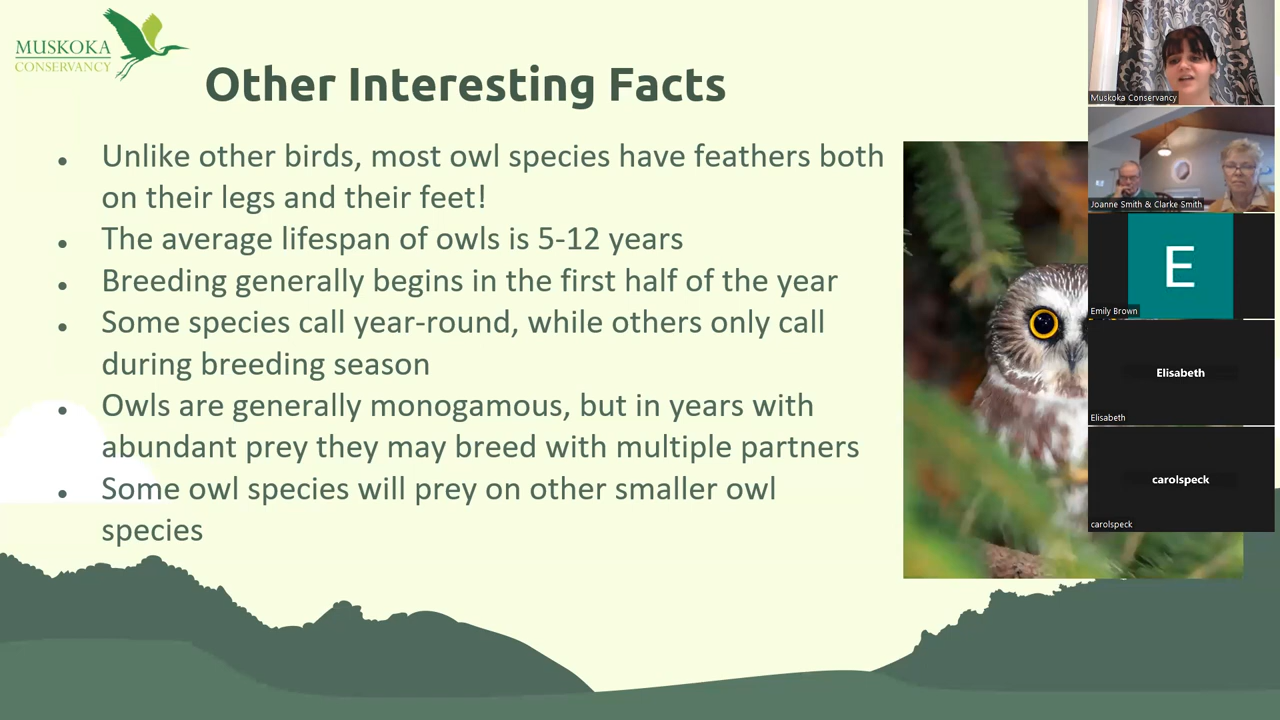 MUSKOKA
CONSERVANCY
Other Interesting Facts
● Unlike other birds, most owl species have feathers both
on their legs and their feet!
● The average lifespan of owls is 5-12 years
● Breeding generally begins in the first half of the year
● Some species call year-round, while others only call
during breeding season
● Owls are generally monogamous, but in years with
abundant prey they may breed with multiple partners
● Some owl species will prey on other smaller owl
species
Muskoka Conservancy
Joanne Smith & Clarke Smith
E
Emily Brown
Elisabeth
Elisabeth
carolspeck
carolspeck